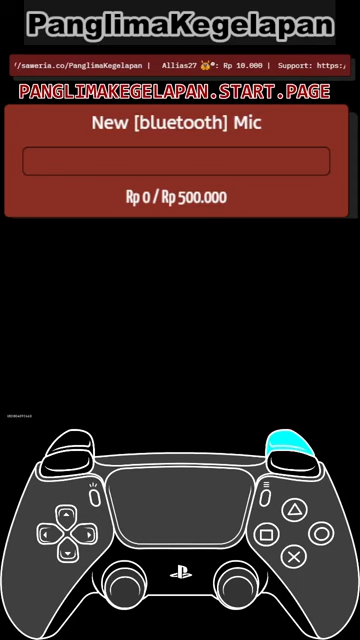 PanglimaKegelapan
//saweria.co/PanglimaKegelapan | Allias27 : Rp 10.000 | Support: https:/
PANGLIMAKEGELAPAN.START.PAGE
New [bluetooth] Mic
Rp 0 / Rp 500.000